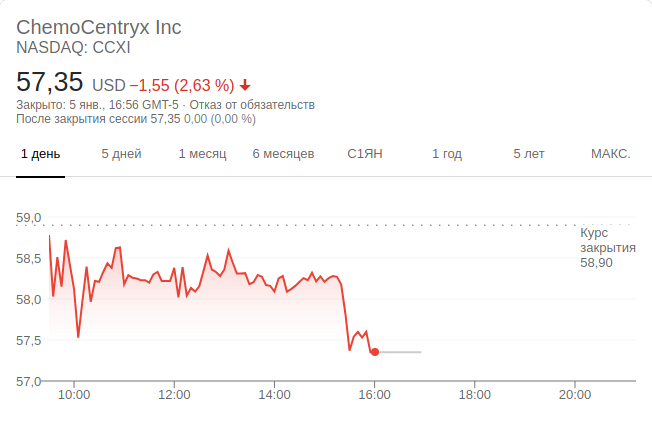 ChemoCentryx Inc
NASDAQ: CCXI
57,35 USD −1,55 (2,63 %)
Закрыто: 5 янв., 16:56 GMT-5 · Отказ от обязательств
После закрытия сессии 57,35 0,00 (0,00 %)
1 день 5 дней 1 месяц 6 месяцев С1ЯН 1 год 5 лет МАКС.
59,0
Курс
закрытия
58,90
58,5
58,0
57,5
57,0
10:00 12:00 14:00 16:00 18:00 20:00